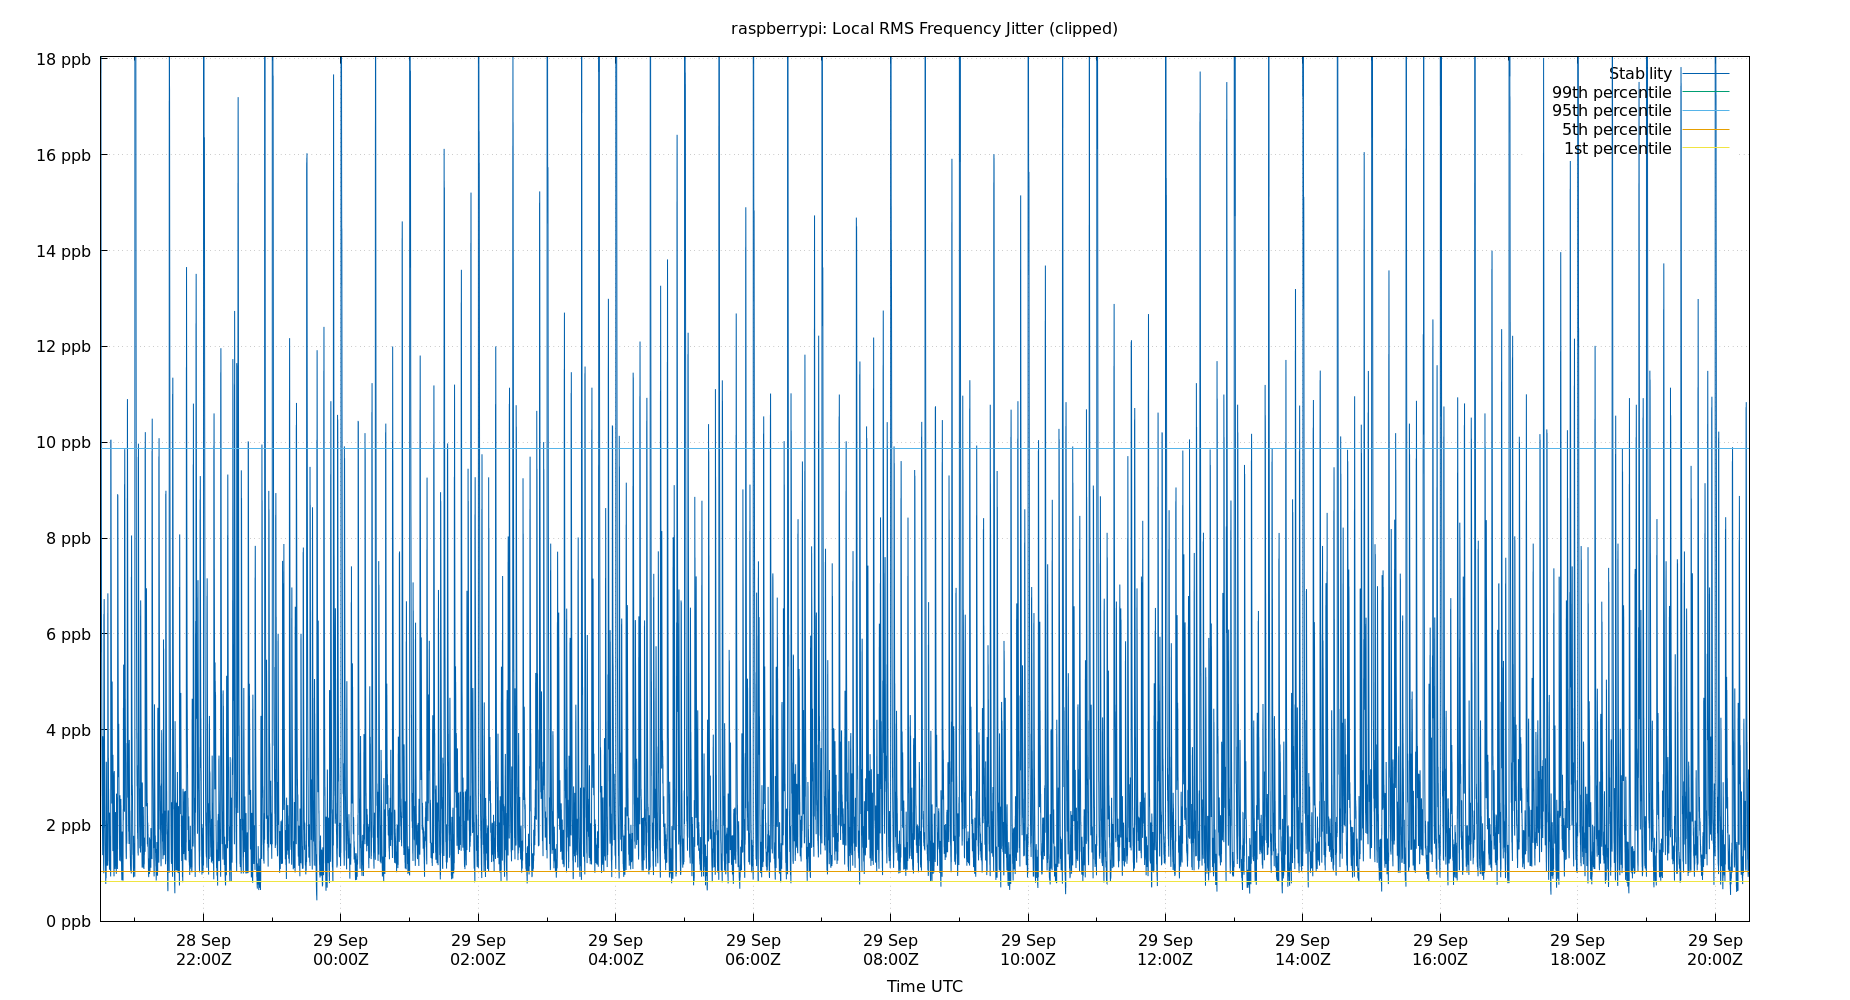 raspberrypi: Local RMS Frequency Jitter (clipped)
18 ppb
16 ppb
14 ppb
12 ppb
10 ppb
8 ppb
6 ppb
4 ppb
2 ppb
0 ppb
Stability
99th percentile
95th percentile
5th percentile
1st percentile
28 Sep 29 Sep 29 Sep 29 Sep 29 Sep 29 Sep 29 Sep 29 Sep 29 Sep 29 Sep 29 Sep 29 Sep
22:00Z 00:00Z 02:00Z 04:00Z 06:00Z 08:00Z 10:00Z 12:00Z 14:00Z 16:00Z 18:00Z 20:00Z
Time UTC